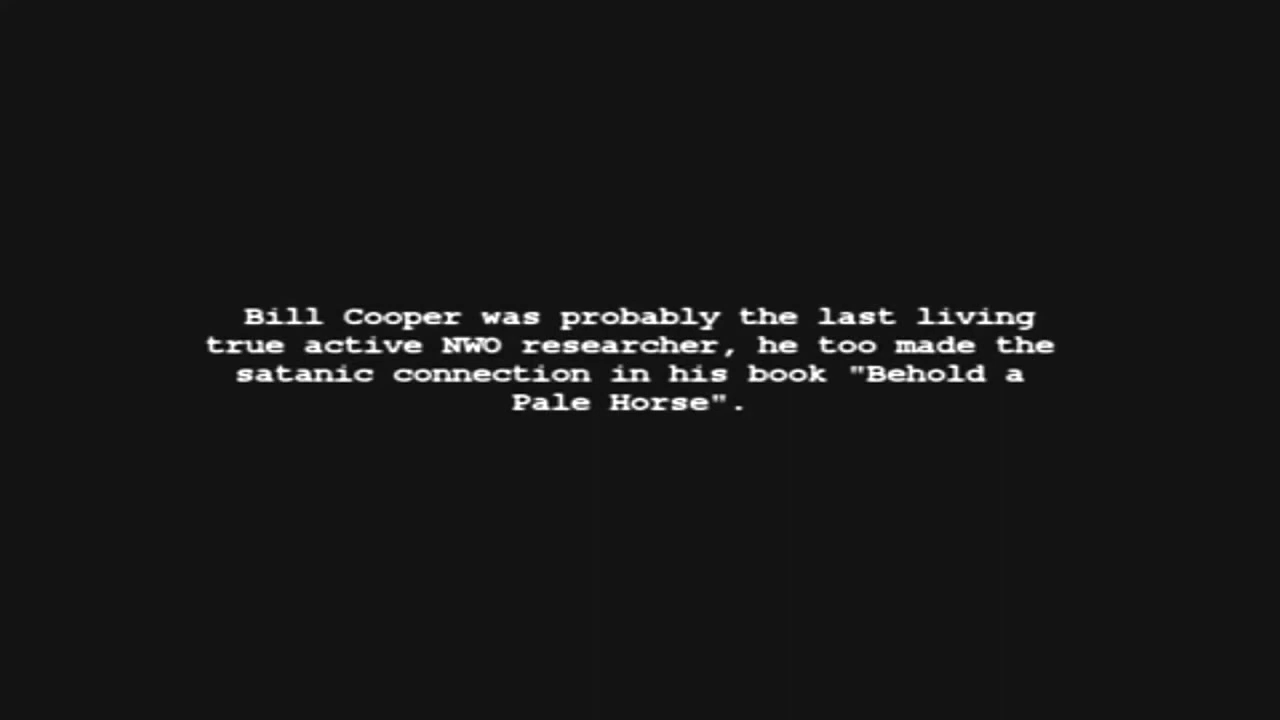 Bill Cooper was probably the last living
true active NWO researcher, he too made the
satanic connection in his book "Behold a
Pale Horse".